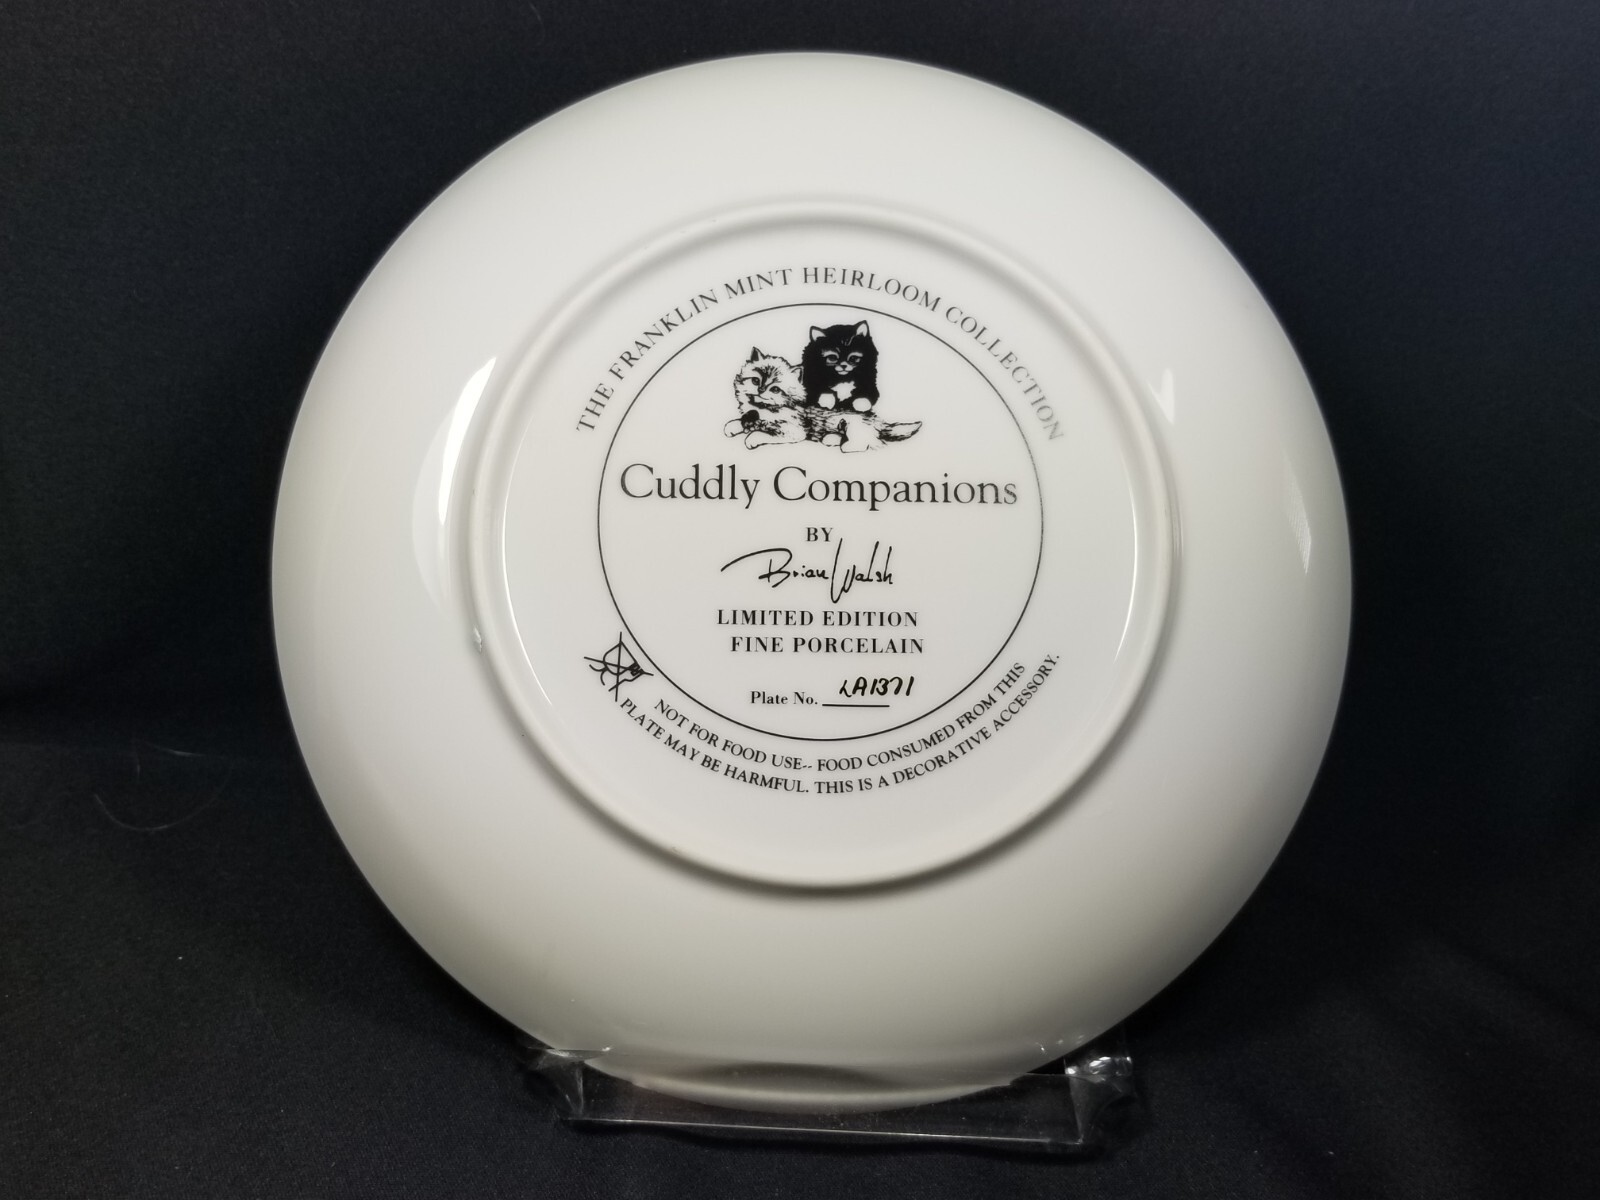 THE FRANKLIN MINT HEIRLOOM COLLECTION
Cuddly Companions
BY
Brian Walsh
LIMITED EDITION
FINE PORCELAIN
Plate No. LA1371
NOT FOR FOOD USE-- FOOD CONSUMED FROM THIS
PLATE MAY BE HARMFUL. THIS IS A DECORATIVE ACCESSORY.